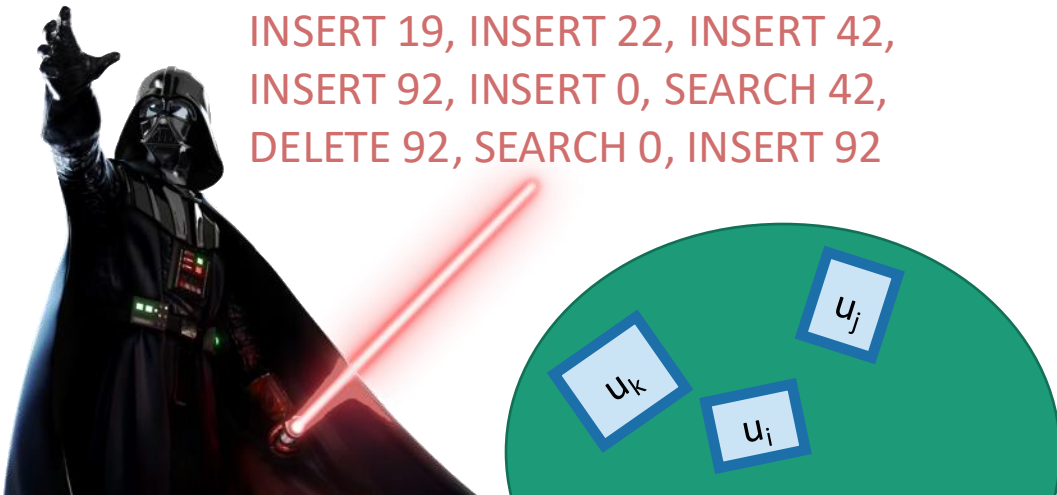 INSERT 19, INSERT 22, INSERT 42,
INSERT 92, INSERT 0, SEARCH 42,
DELETE 92, SEARCH 0, INSERT 92
uj
uk
ui